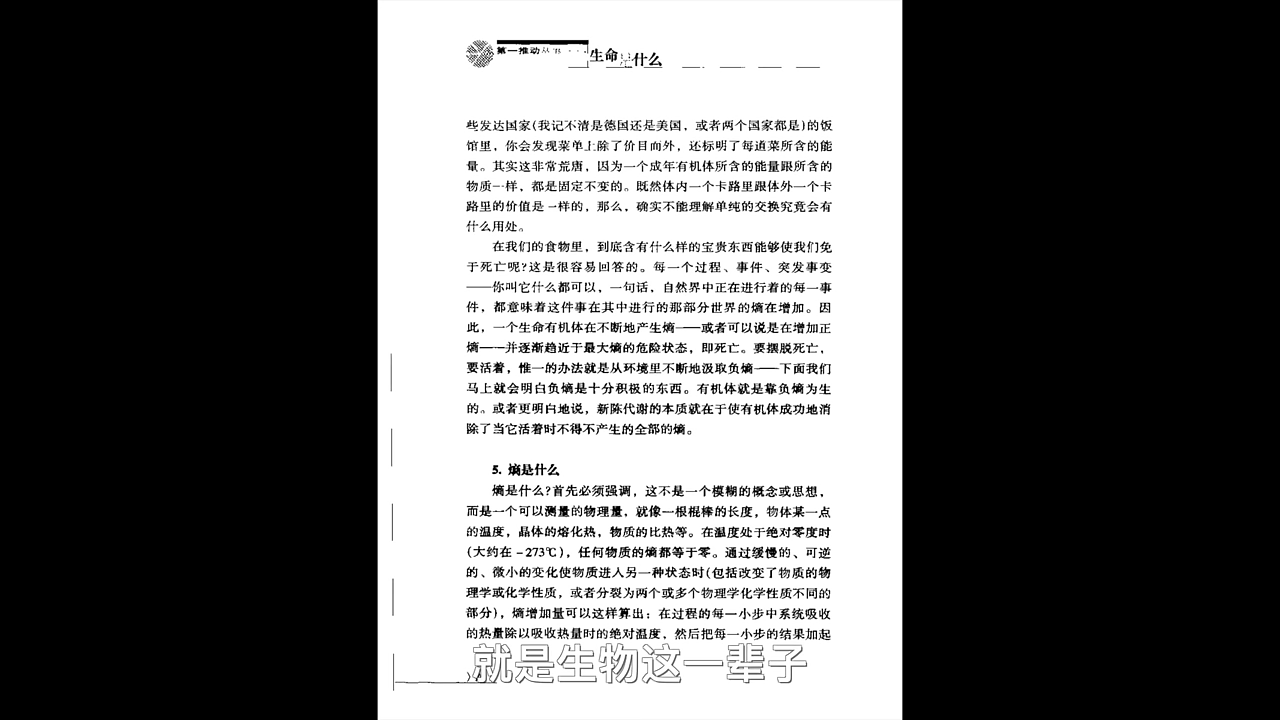 第一推动丛书
生命是什么
些发达国家(我记不清是德国还是美国，或者两个国家都是)的饭
馆里，你会发现菜单上除了价目而外，还标明了每道菜所含的能
量。其实这非常荒唐，因为一个成年有机体所含的能量跟所含的
物质一样，都是固定不变的。既然体内一个卡路里跟体外一个卡
路里的价值是一样的，那么，确实不能理解单纯的交换究竟会有
什么用处。
在我们的食物里，到底含有什么样的宝贵东西能够使我们免
于死亡呢?这是很容易回答的。每一个过程、事件、突发事变
——你叫它什么都可以，一句话，自然界中正在进行着的每一事
件，都意味着这件事在其中进行的那部分世界的熵在增加。因
此，一个生命有机体在不断地产生熵——或者可以说是在增加正
熵——并逐渐趋近于最大熵的危险状态，即死亡。要摆脱死亡，
要活着，惟一的办法就是从环境里不断地汲取负熵——下面我们
马上就会明白负熵是十分积极的东西。有机体就是靠负熵为生
的。或者更明白地说，新陈代谢的本质就在于使有机体成功地消
除了当它活着时不得不产生的全部的熵。
5. 熵是什么
熵是什么?首先必须强调，这不是一个模糊的概念或思想，
而是一个可以测量的物理量，就像一根棍棒的长度，物体某一点
的温度，晶体的熔化热，物质的比热等。在温度处于绝对零度时
(大约在－273℃)，任何物质的熵都等于零。通过缓慢的、可逆
的、微小的变化使物质进入另一种状态时(包括改变了物质的物
理学或化学性质，或者分裂为两个或多个物理学化学性质不同的
部分)，熵增加量可以这样算出：在过程的每一小步中系统吸收
的热量除以吸收热量时的绝对温度，然后把每一小步的结果加起
就是生物这一辈子